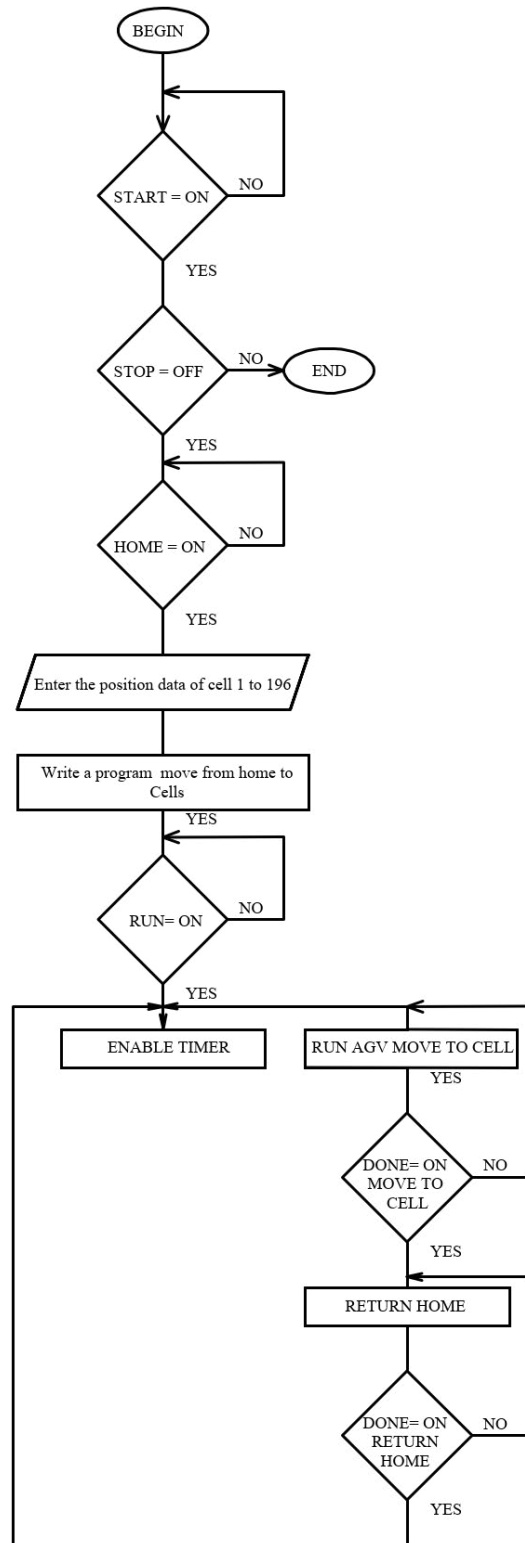 BEGIN
START = ON
NO
YES
STOP = OFF
NO
END
YES
HOME = ON
NO
YES
Enter the position data of cell 1 to 196
Write a program move from home to
Cells
YES
RUN= ON
NO
YES
ENABLE TIMER
RUN AGV MOVE TO CELL
YES
DONE= ON
MOVE TO
CELL
NO
YES
RETURN HOME
DONE= ON
RETURN
HOME
NO
YES